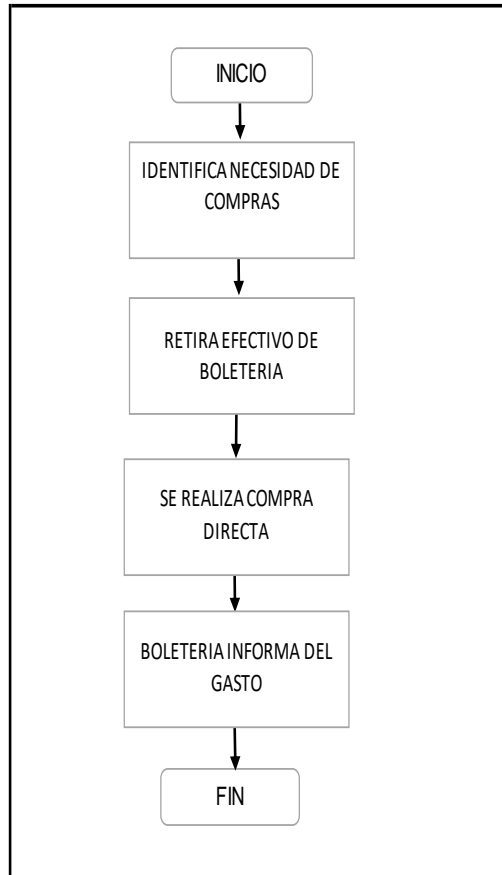 INICIO
IDENTIFICA NECESIDAD DE
COMPRAS
RETIRA EFECTIVO DE
BOLETERIA
SE REALIZA COMPRA
DIRECTA
BOLETERIA INFORMA DEL
GASTO
FIN